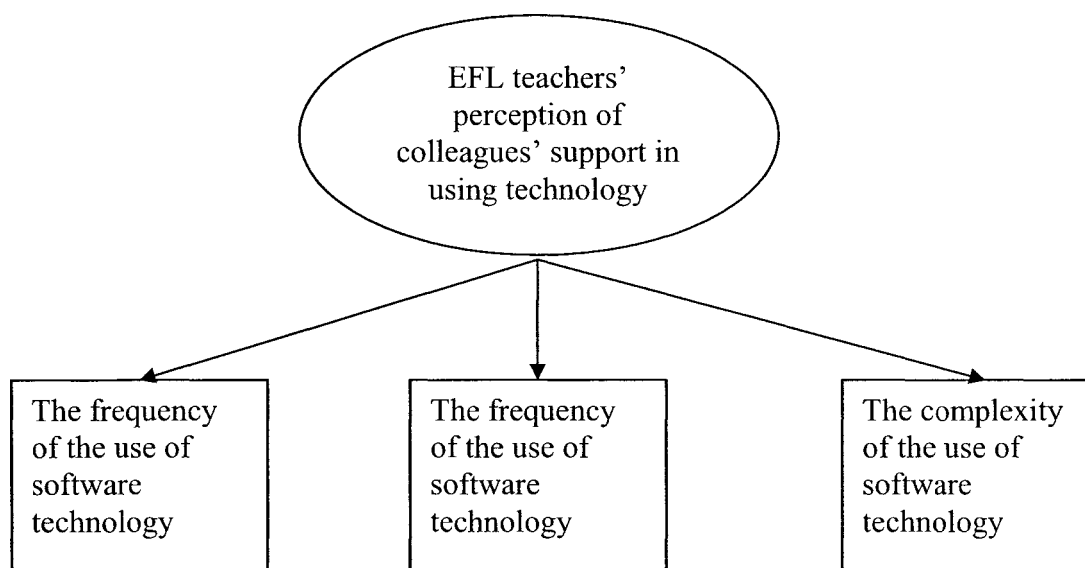 EFL teachers’
perception of
colleagues’ support in
using technology
The frequency
of the use of
software
technology
The frequency
of the use of
software
technology
The complexity
of the use of
software
technology